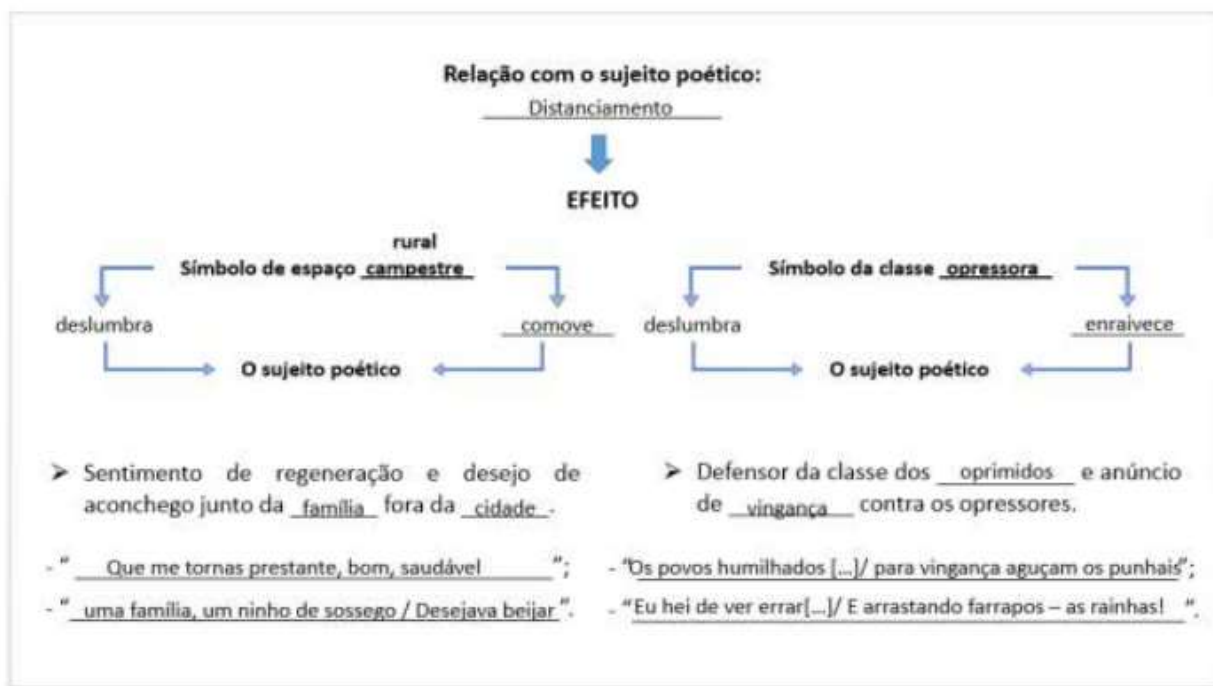 Relação com o sujeito poético:
Distanciamento
EFEITO
rural
Símbolo de espaço campestre
deslumbra
comove
O sujeito poético
Símbolo da classe opressora
deslumbra
enraivece
O sujeito poético
➤ Sentimento de regeneração e desejo de
aconchego junto da família fora da cidade.
- “ Que me tornas prestante, bom, saudável ”;
- “ uma família, um ninho de sossego / Desejava beijar ”.
➤ Defensor da classe dos oprimidos e anúncio
de vingança contra os opressores.
- “Os povos humilhados [...]/ para vingança aguçam os punhais”;
- “Eu hei de ver errar[...]/ E arrastando farrapos – as rainhas! ”.